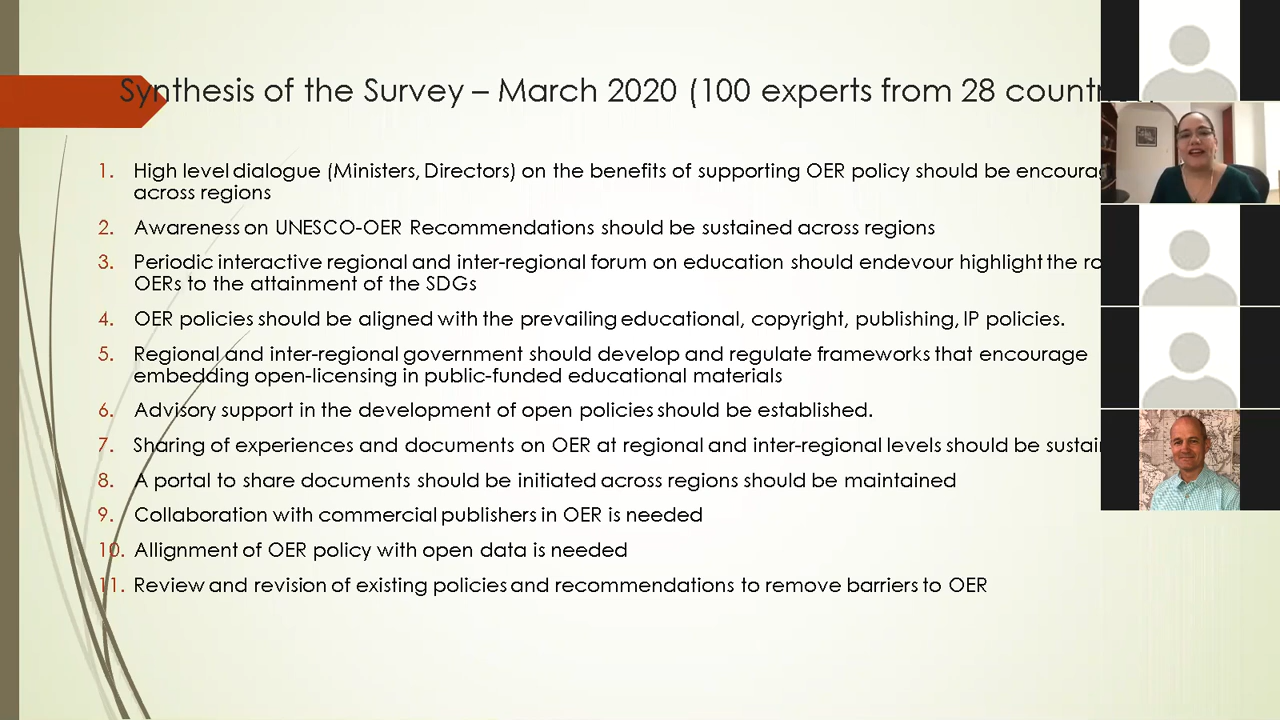 Synthesis of the Survey – March 2020 (100 experts from 28
1. High level dialogue (Ministers, Directors) on the benefits of supporting OER policy should be
across regions
2. Awareness on UNESCO-OER Recommendations should be sustained across regions
3. Periodic interactive regional and inter-regional forum on education should endevour highlight the
OERs to the attainment of the SDGs
4. OER policies should be aligned with the prevailing educational, copyright, publishing, IP policies.
5. Regional and inter-regional government should develop and regulate frameworks that encourage
embedding open-licensing in public-funded educational materials
6. Advisory support in the development of open policies should be established.
7. Sharing of experiences and documents on OER at regional and inter-regional levels should be
8. A portal to share documents should be initiated across regions should be maintained
9. Collaboration with commercial publishers in OER is needed
10. Allignment of OER policy with open data is needed
11. Review and revision of existing policies and recommendations to remove barriers to OER